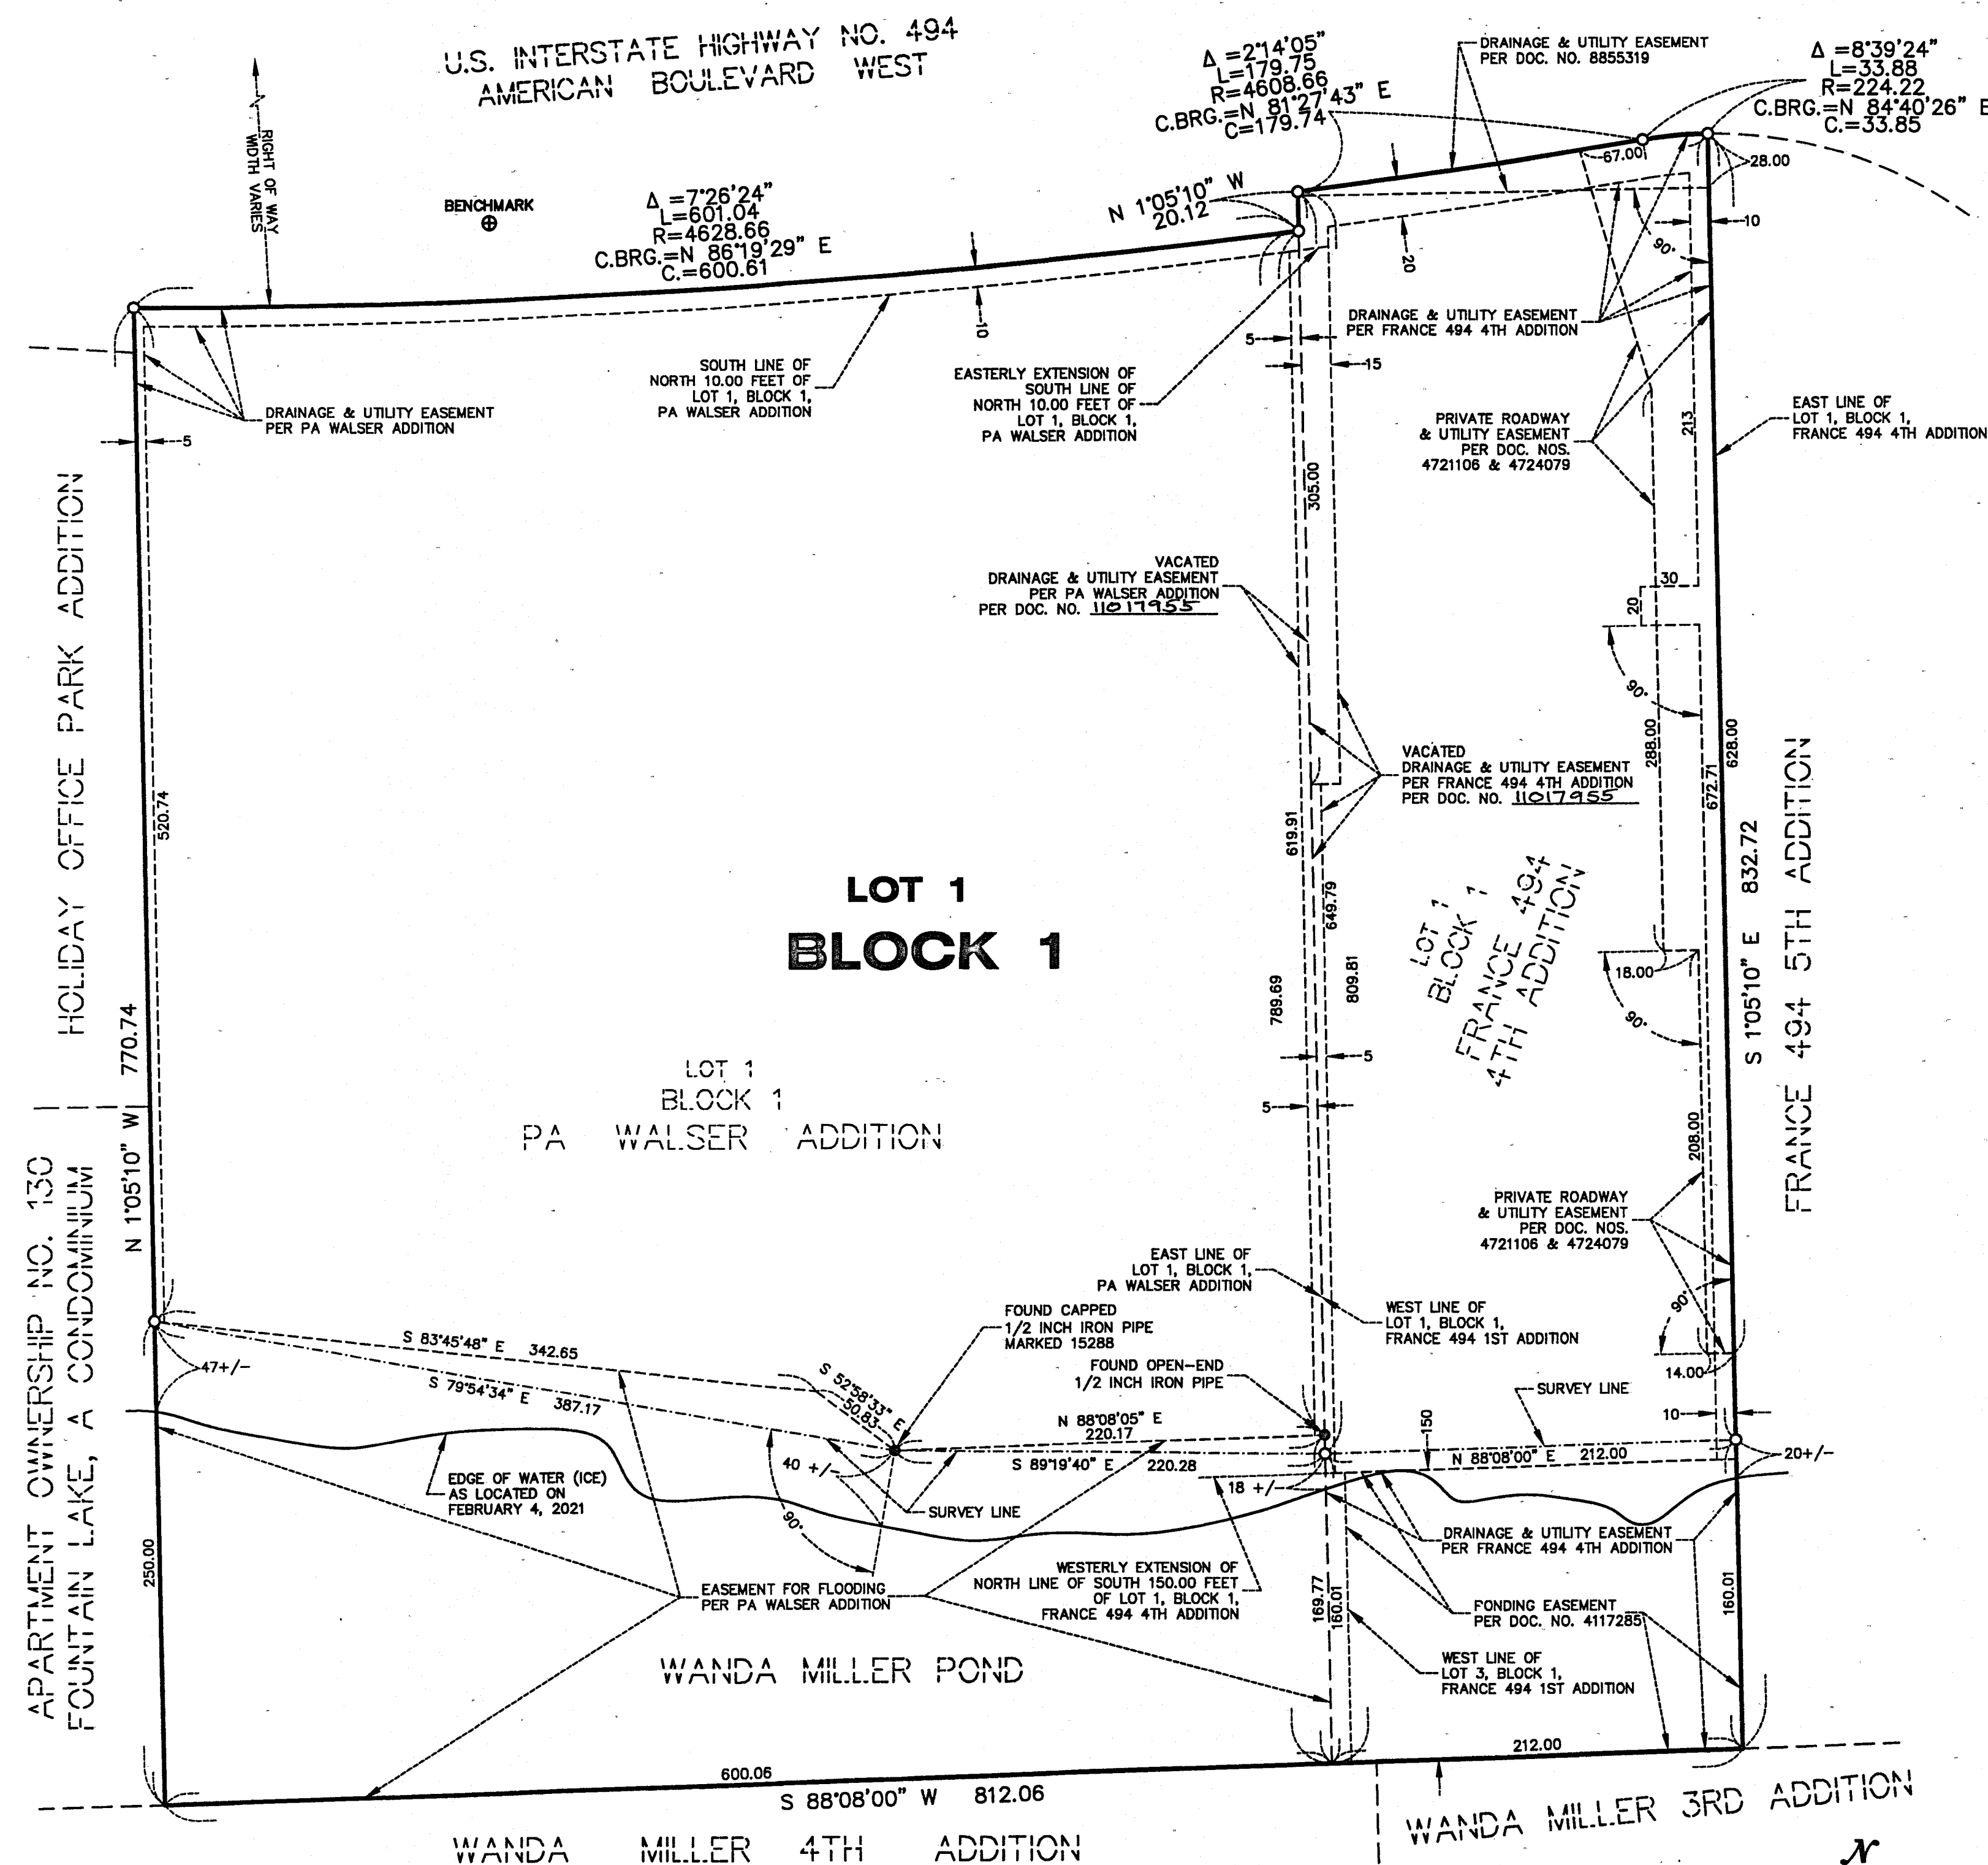 U.S. INTERSTATE HIGHWAY NO. 494
AMERICAN BOULEVARD WEST
RIGHT OF WAY
WIDTH VARIES
BENCHMARK
Δ =7°26'24"
L=601.04
R=4628.66
C.BRG.=N 86°19'29" E
C.=600.61
N 1°05'10" W
20.12
Δ =2°14'05"
L=179.75
R=4608.66
C.BRG.=N 81°27'43" E
C=179.74
DRAINAGE & UTILITY EASEMENT
PER DOC. NO. 8855319
Δ =8°39'24"
L=33.88
R=224.22
C.BRG.=N 84°40'26" E
C.=33.85
67.00
28.00
10
90°
20
10
5
15
5
DRAINAGE & UTILITY EASEMENT
PER PA WALSER ADDITION
SOUTH LINE OF
NORTH 10.00 FEET OF
LOT 1, BLOCK 1,
PA WALSER ADDITION
EASTERLY EXTENSION OF
SOUTH LINE OF
NORTH 10.00 FEET OF
LOT 1, BLOCK 1,
PA WALSER ADDITION
DRAINAGE & UTILITY EASEMENT
PER FRANCE 494 4TH ADDITION
PRIVATE ROADWAY
& UTILITY EASEMENT
PER DOC. NOS.
4721106 & 4724079
213
EAST LINE OF
LOT 1, BLOCK 1,
FRANCE 494 4TH ADDITION
305.00
VACATED
DRAINAGE & UTILITY EASEMENT
PER PA WALSER ADDITION
PER DOC. NO. 11017955
30
20
90°
288.00
628.00
672.71
VACATED
DRAINAGE & UTILITY EASEMENT
PER FRANCE 494 4TH ADDITION
PER DOC. NO. 11017955
HOLIDAY OFFICE PARK ADDITION
520.74
619.91
649.79
789.69
809.81
LOT 1
BLOCK 1
LOT 1
BLOCK 1
FRANCE 494
4TH ADDITION
18.00
90°
S 1°05'10" E 832.72
FRANCE 494 5TH ADDITION
N 1°05'10" W 770.74
LOT 1
BLOCK 1
PA WALSER ADDITION
5
5
208.00
PRIVATE ROADWAY
& UTILITY EASEMENT
PER DOC. NOS.
4721106 & 4724079
APARTMENT OWNERSHIP NO. 130
FOUNTAIN LAKE, A CONDOMINIUM
EAST LINE OF
LOT 1, BLOCK 1,
PA WALSER ADDITION
FOUND CAPPED
1/2 INCH IRON PIPE
MARKED 15288
WEST LINE OF
LOT 1, BLOCK 1,
FRANCE 494 1ST ADDITION
90°
14.00
FOUND OPEN-END
1/2 INCH IRON PIPE
SURVEY LINE
S 83°45'48" E 342.65
47+/-
S 79°54'34" E 387.17
S 52°58'33" E
50.83
N 88°08'05" E
220.17
S 89°19'40" E 220.28
150
10
N 88°08'00" E 212.00
20+/-
40 +/-
18 +/-
90°
EDGE OF WATER (ICE)
AS LOCATED ON
FEBRUARY 4, 2021
SURVEY LINE
250.00
EASEMENT FOR FLOODING
PER PA WALSER ADDITION
WESTERLY EXTENSION OF
NORTH LINE OF SOUTH 150.00 FEET
OF LOT 1, BLOCK 1,
FRANCE 494 4TH ADDITION
DRAINAGE & UTILITY EASEMENT
PER FRANCE 494 4TH ADDITION
169.77
160.01
FONDING EASEMENT
PER DOC. NO. 4117285
160.01
WEST LINE OF
LOT 3, BLOCK 1,
FRANCE 494 1ST ADDITION
WANDA MILLER POND
600.06
212.00
S 88°08'00" W 812.06
WANDA MILLER 4TH ADDITION
WANDA MILLER 3RD ADDITION
N